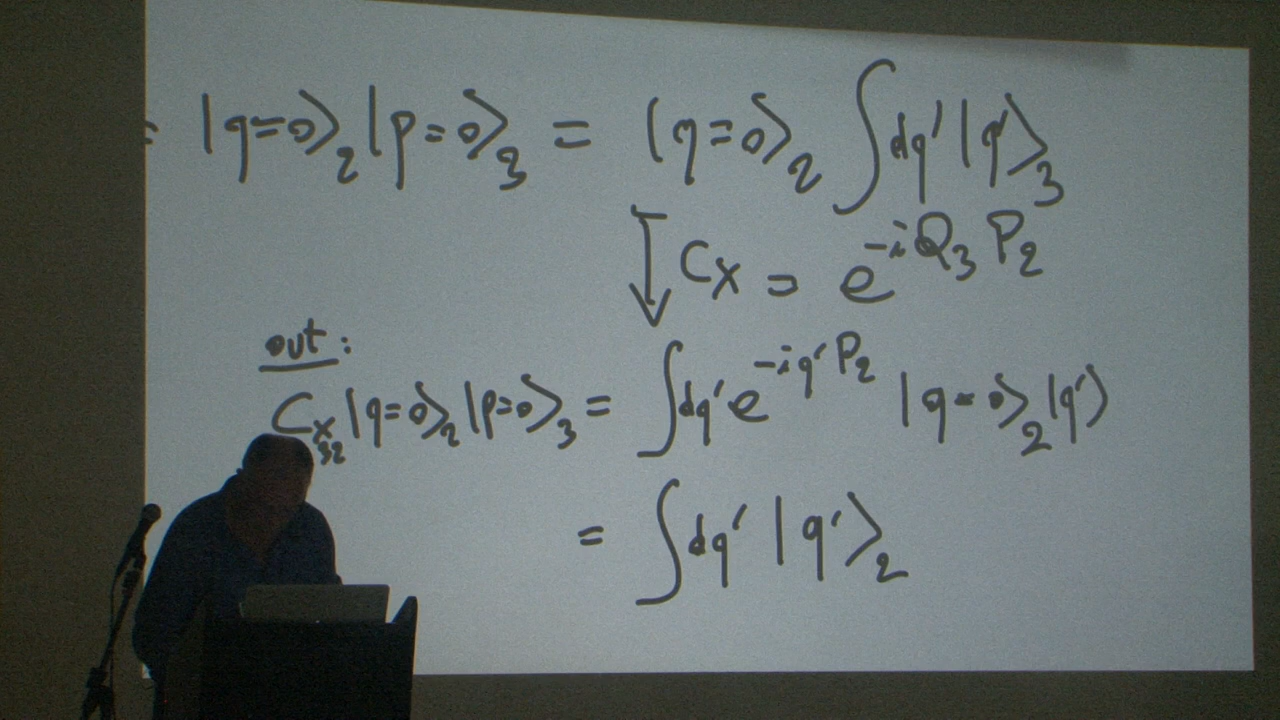 = |q=0⟩₂|p=0⟩₃ = |q=0⟩₂ ∫dq′|q′⟩₃
↓ Cx = e^{-iQ₃P₂}
out:
Cx₃₂|q=0⟩₂|p=0⟩₃ = ∫dq′e^{-iq′P₂} |q=0⟩₂|q′⟩
= ∫dq′ |q′⟩₂